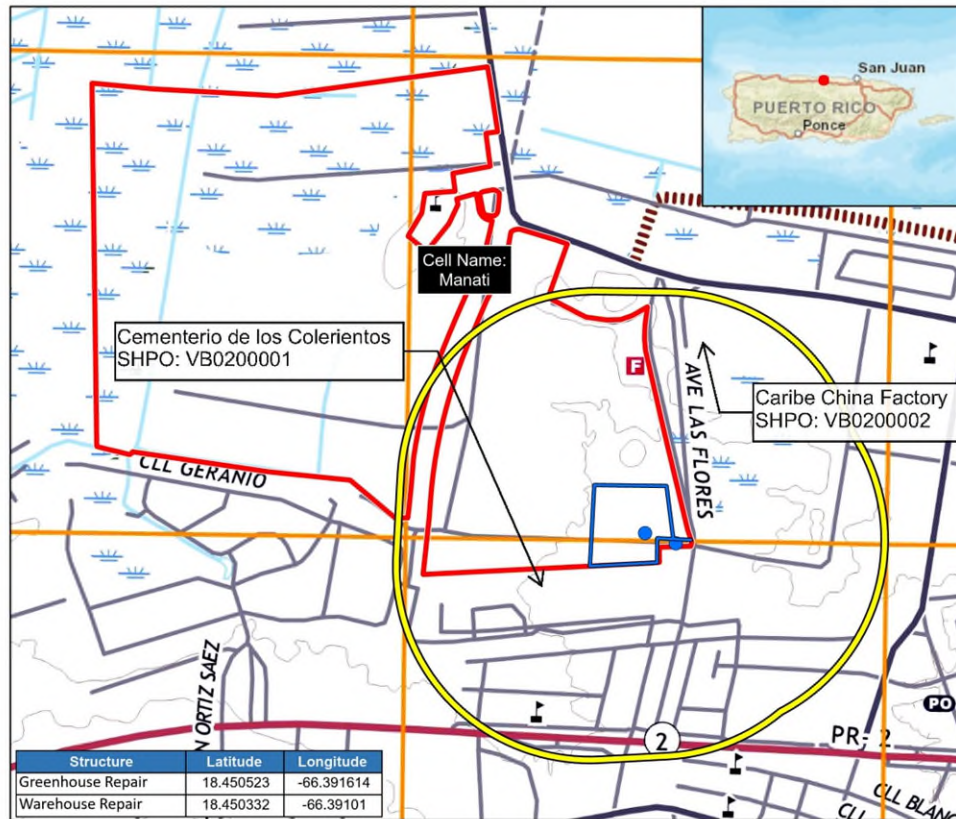 San Juan
PUERTO RICO
Ponce
Cell Name:
Manati
Cementerio de los Colerientos
SHPO: VB0200001
F
AVE LAS FLORES
Caribe China Factory
SHPO: VB0200002
CLL GERANIO
N ORTIZ SAEZ
PO
2
PR- 2
CLL BLANC
CLL
Structure Latitude Longitude
Greenhouse Repair 18.450523 -66.391614
Warehouse Repair 18.450332 -66.39101